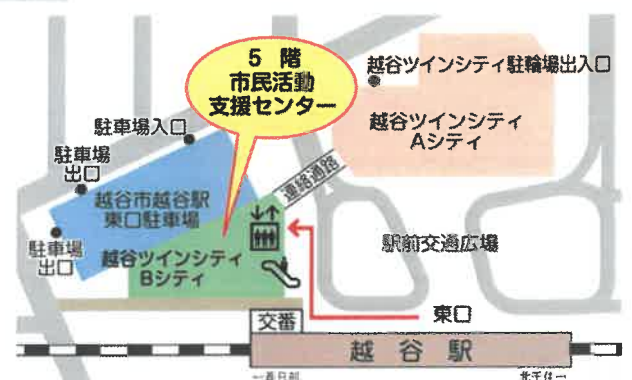 5 階
市民活動
支援センター
越谷ツインシティ駐輪場出入口
越谷ツインシティ
Aシティ
駐車場入口
駐車場
出口
越谷市越谷駅
東口駐車場
連絡通路
駐車場
出口
越谷ツインシティ
Bシティ
駅前交通広場
交番
東口
越谷駅
←春日部